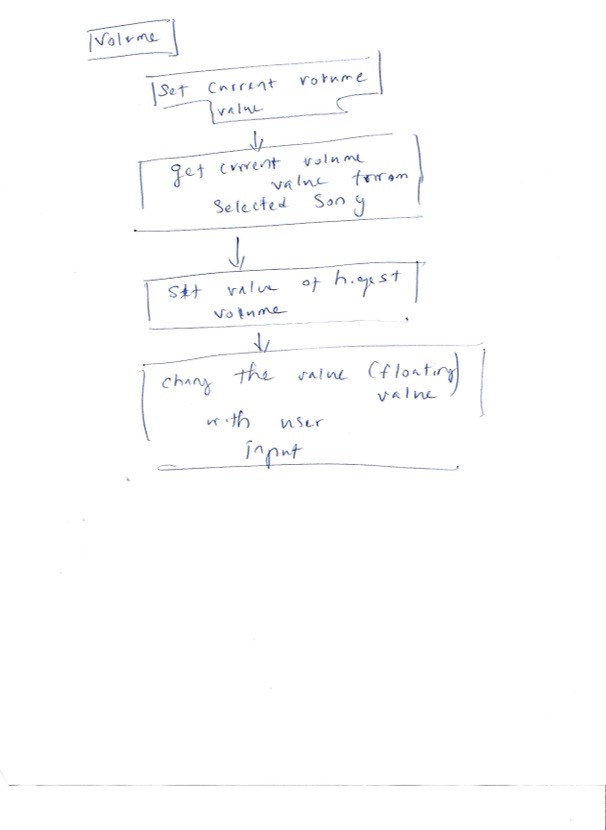 Volume
Set current volume
value
get current volume
value from
Selected Song
Set value of higest
volume
chang the value (floating
value)
with user
input